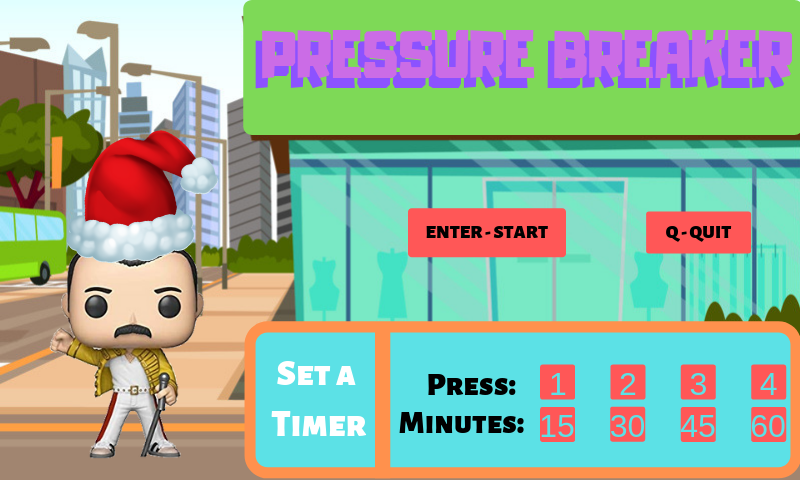 PRESSURE BREAKER
ENTER - START
Q - QUIT
SET A
TIMER
PRESS: 1 2 3 4
MINUTES: 15 30 45 60